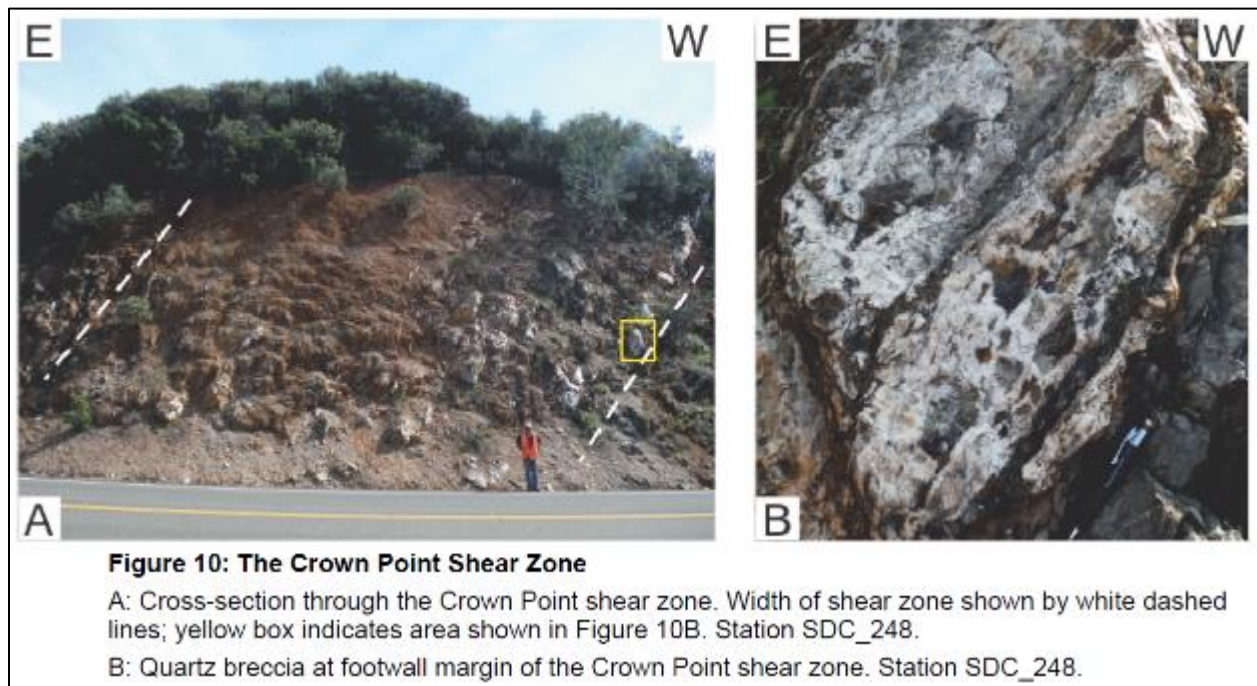 E W
E W
A
B
Figure 10: The Crown Point Shear Zone
A: Cross-section through the Crown Point shear zone. Width of shear zone shown by white dashed
lines; yellow box indicates area shown in Figure 10B. Station SDC_248.
B: Quartz breccia at footwall margin of the Crown Point shear zone. Station SDC_248.